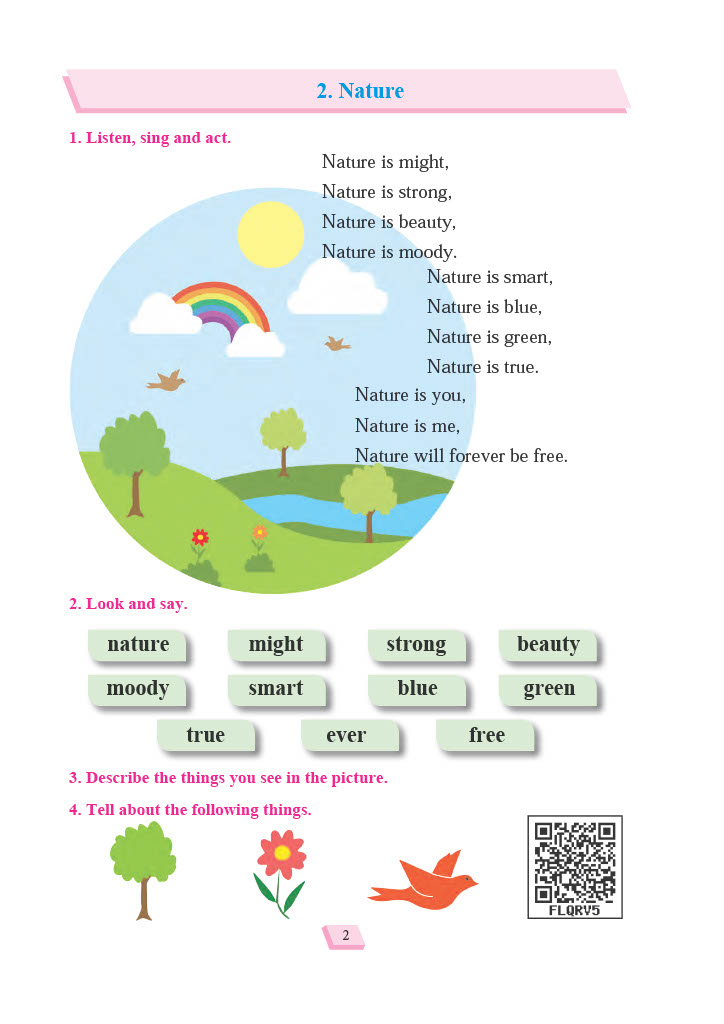 2. Nature
1. Listen, sing and act.
Nature is might,
Nature is strong,
Nature is beauty,
Nature is moody.
Nature is smart,
Nature is blue,
Nature is green,
Nature is true.
Nature is you,
Nature is me,
Nature will forever be free.
2. Look and say.
nature might strong beauty
moody smart blue green
true ever free
3. Describe the things you see in the picture.
4. Tell about the following things.
FLQRV5
2